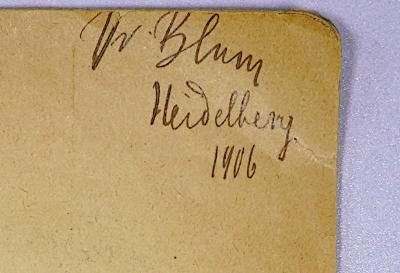 Dr. Blum
Heidelberg.
1906